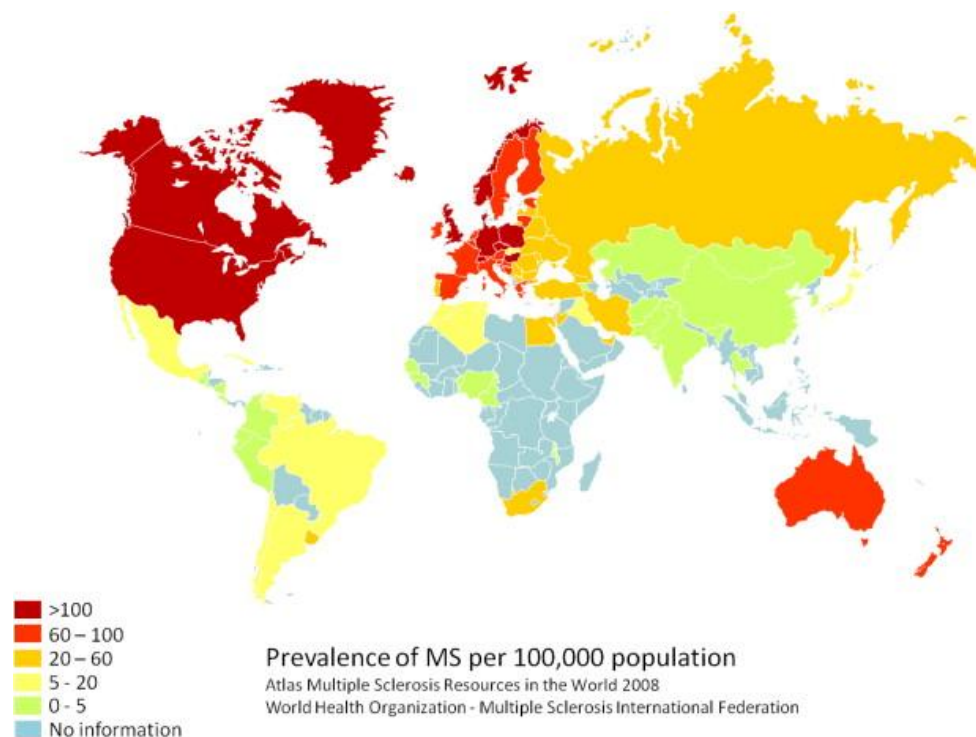 >100
60 – 100
20 – 60
5 - 20
0 - 5
No information
Prevalence of MS per 100,000 population
Atlas Multiple Sclerosis Resources in the World 2008
World Health Organization - Multiple Sclerosis International Federation